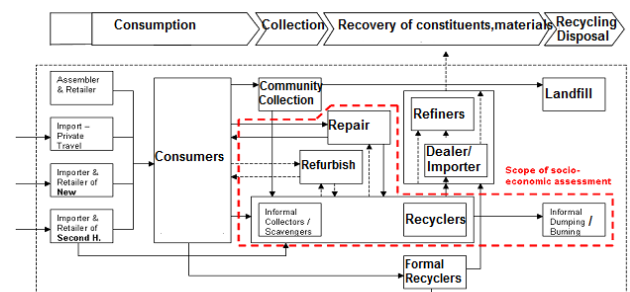 Consumption
Collection
Recovery of constituents,materials
Recycling
Disposal
Assembler
& Retailer
Import –
Private
Travel
Importer &
Retailer of
New
Importer &
Retailer of
Second H.
Consumers
Community
Collection
Repair
Refurbish
Informal
Collectors /
Scavengers
Recyclers
Refiners
Dealer/
Importer
Landfill
Scope of socio-
economic assessment
Informal
Dumping /
Burning
Formal
Recyclers